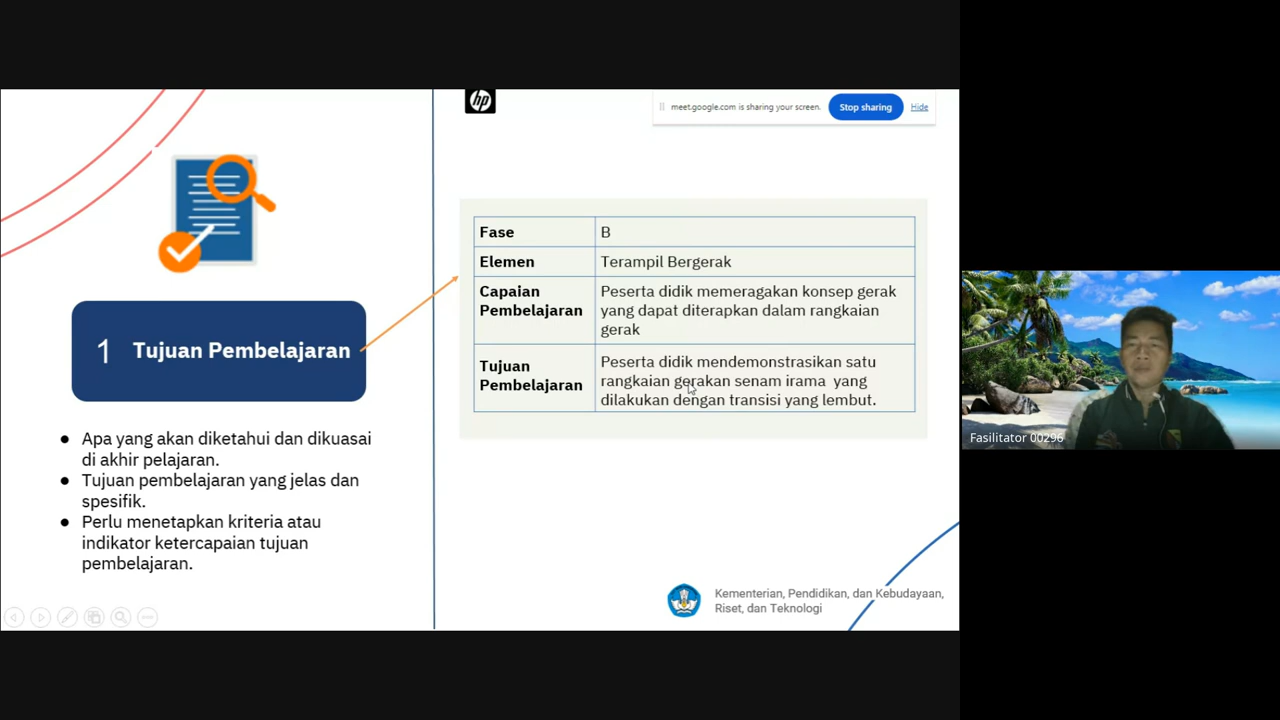 hp
meet.google.com is sharing your screen.
Stop sharing
Hide
1 Tujuan Pembelajaran
● Apa yang akan diketahui dan dikuasai
di akhir pelajaran.
● Tujuan pembelajaran yang jelas dan
spesifik.
● Perlu menetapkan kriteria atau
indikator ketercapaian tujuan
pembelajaran.
Fase B
Elemen Terampil Bergerak
Capaian Pembelajaran
Peserta didik memeragakan konsep gerak
yang dapat diterapkan dalam rangkaian
gerak
Tujuan Pembelajaran
Peserta didik mendemonstrasikan satu
rangkaian gerakan senam irama yang
dilakukan dengan transisi yang lembut.
Kementerian, Pendidikan, dan Kebudayaan,
Riset, dan Teknologi
Fasilitator 00296